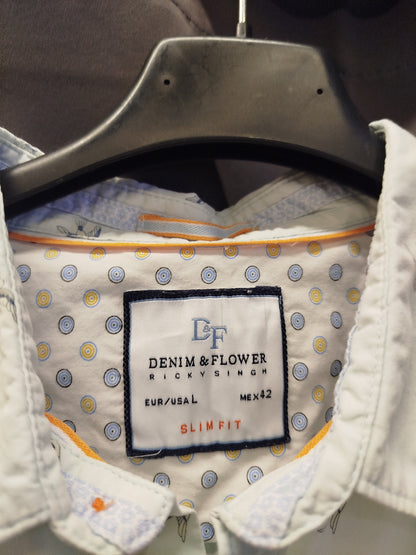 D&F
DENIM & FLOWER
RICKY SINGH
EUR/USA L MEX 42
SLIM FIT